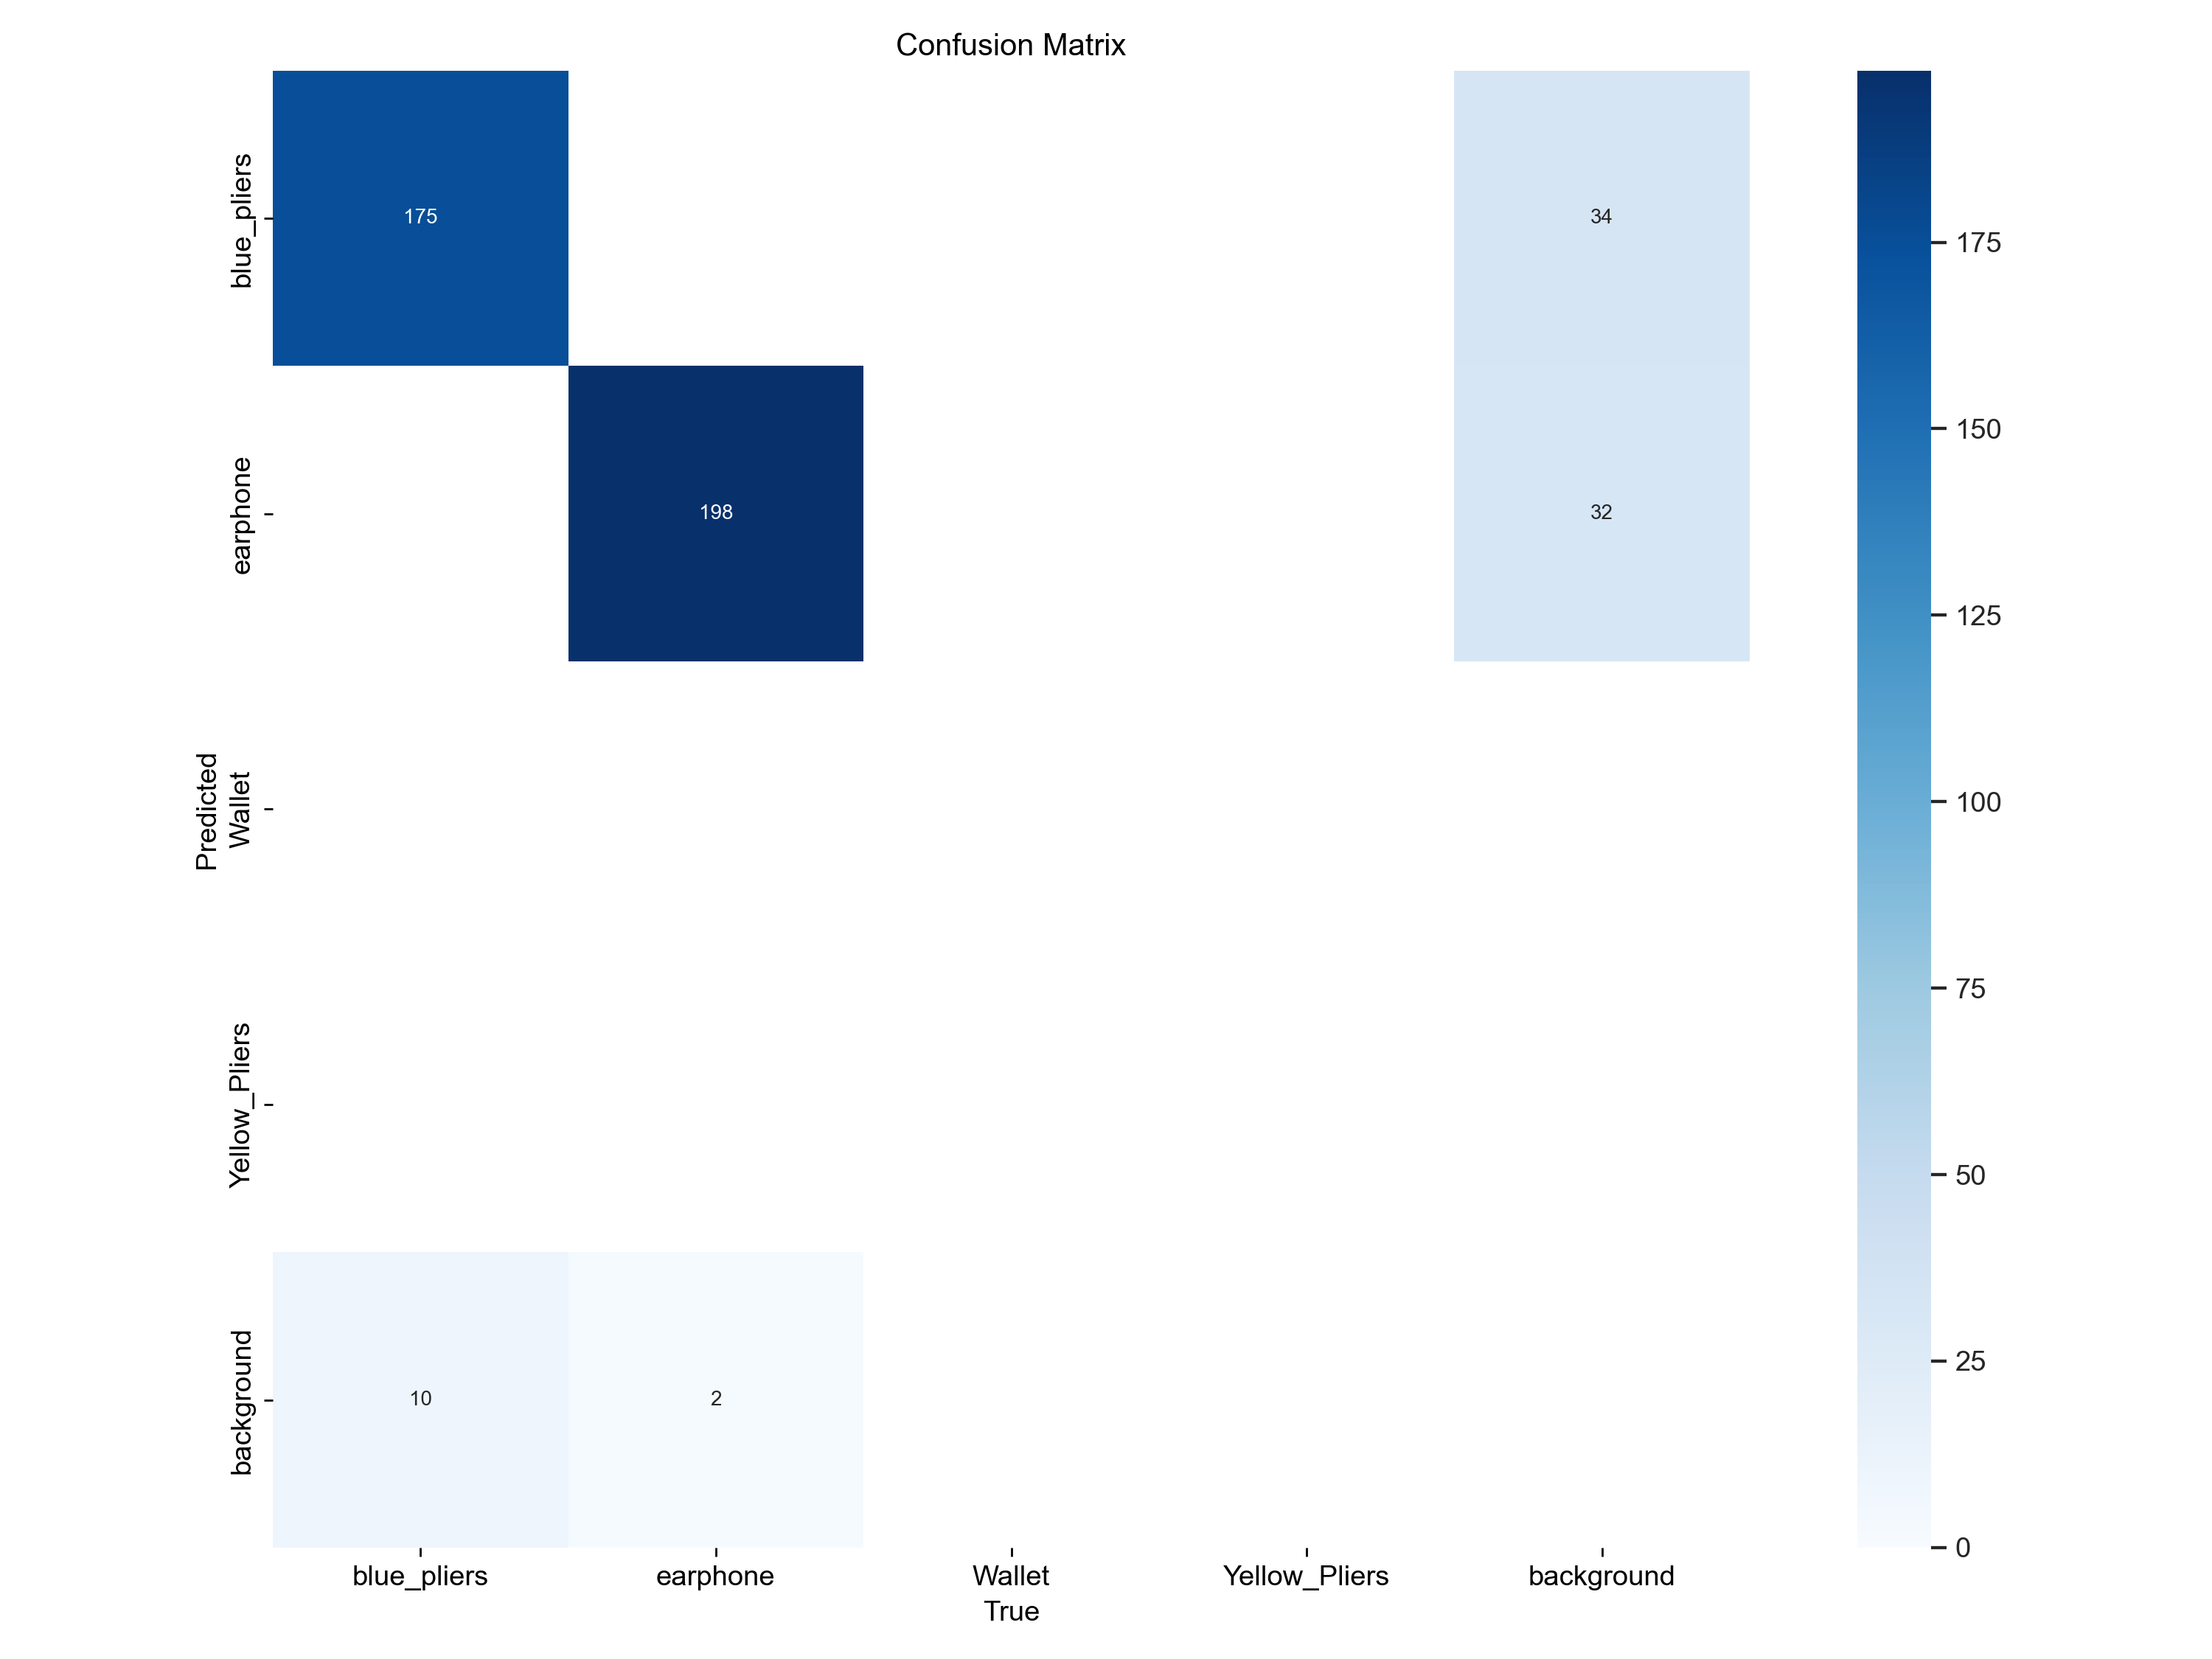 Confusion Matrix
blue_pliers
175
34
175
150
earphone
198
32
125
Predicted
Wallet
100
75
Yellow_Pliers
50
25
background
10
2
0
blue_pliers
earphone
Wallet
Yellow_Pliers
background
True